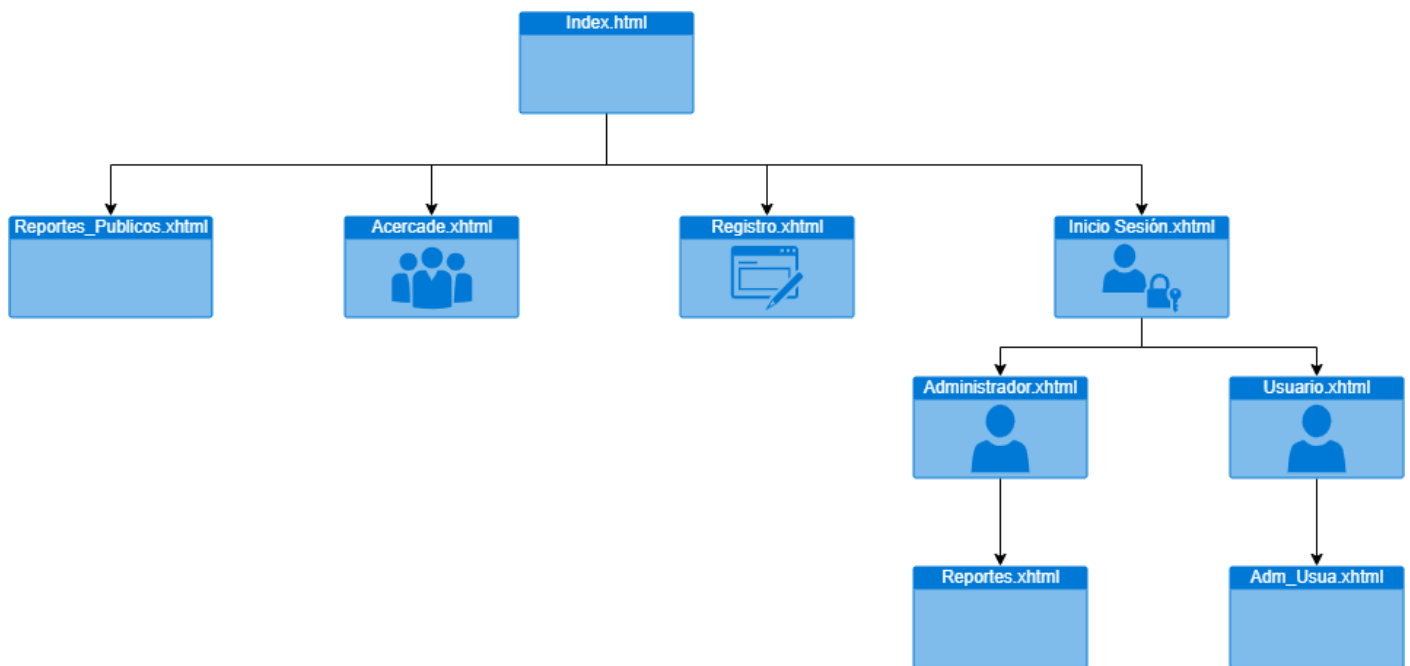 Index.html
Reportes_Publicos.xhtml
Acercade.xhtml
Registro.xhtml
Inicio Sesión.xhtml
Administrador.xhtml
Usuario.xhtml
Reportes.xhtml
Adm_Usua.xhtml